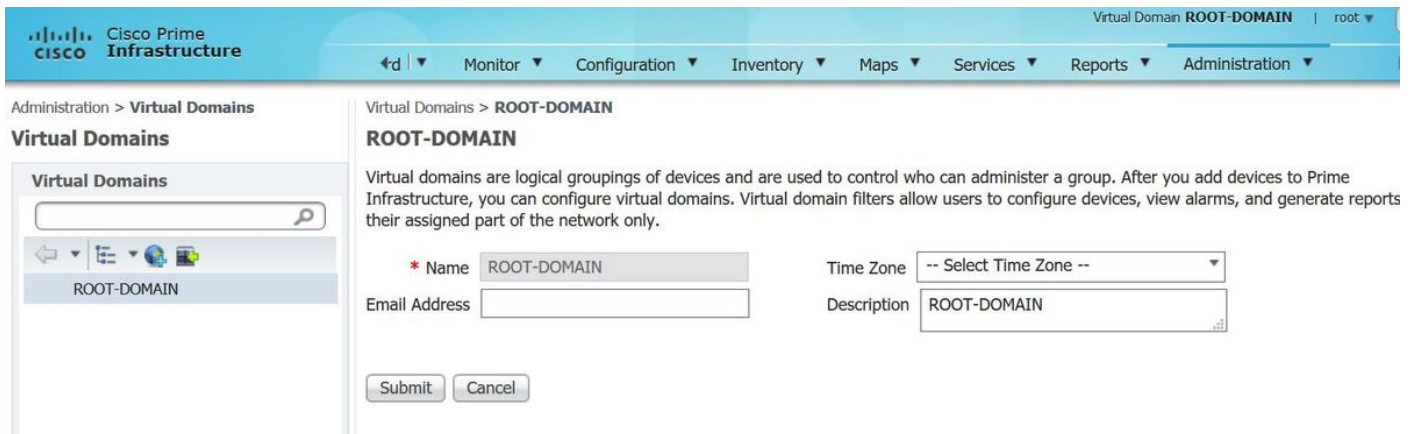 Virtual Domain ROOT-DOMAIN | root
Cisco Prime
CISCO Infrastructure
d Monitor Configuration Inventory Maps Services Reports Administration
Administration > Virtual Domains
Virtual Domains
Virtual Domains
ROOT-DOMAIN
Virtual Domains > ROOT-DOMAIN
ROOT-DOMAIN
Virtual domains are logical groupings of devices and are used to control who can administer a group. After you add devices to Prime
Infrastructure, you can configure virtual domains. Virtual domain filters allow users to configure devices, view alarms, and generate reports
their assigned part of the network only.
* Name ROOT-DOMAIN Time Zone -- Select Time Zone --
Email Address Description ROOT-DOMAIN
Submit Cancel